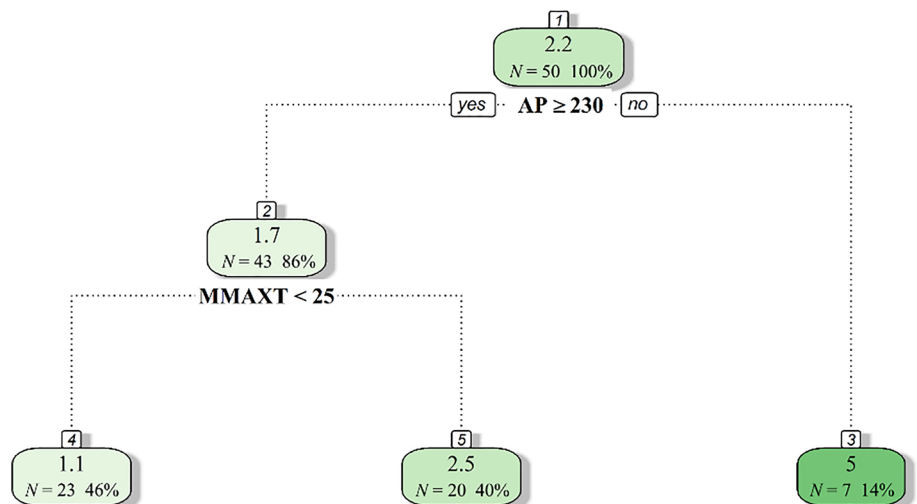 1
2.2
N = 50 100%
yes AP ≥ 230 no
2
1.7
N = 43 86%
MMAXT < 25
4
1.1
N = 23 46%
5
2.5
N = 20 40%
3
5
N = 7 14%